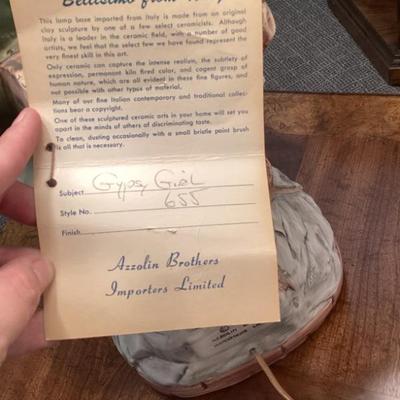 Bellissimo from
This lamp base imported from Italy is made from an original
clay sculpture by one of a few select ceramicists. Although
Italy is a leader in the ceramic field, with a number of good
artists, we feel that the select few we have found represent the
very finest skill in this art.
Only ceramic can capture the intense realism, the subtlety of
expression, permanent kiln fired color, and cogent grasp of
human nature, which are all evident in these fine figures, and
not possible with other types of material.
Many of our fine Italian contemporary and traditional collec-
tions bear a copyright.
One of these sculptured ceramic arts in your home will set you
apart in the minds of others of discriminating taste.
To clean, dusting occasionally with a small bristle paint brush
is all that is necessary.
Subject Gypsy Girl
Style No. 655
Finish
Azzolin Brothers
Importers Limited